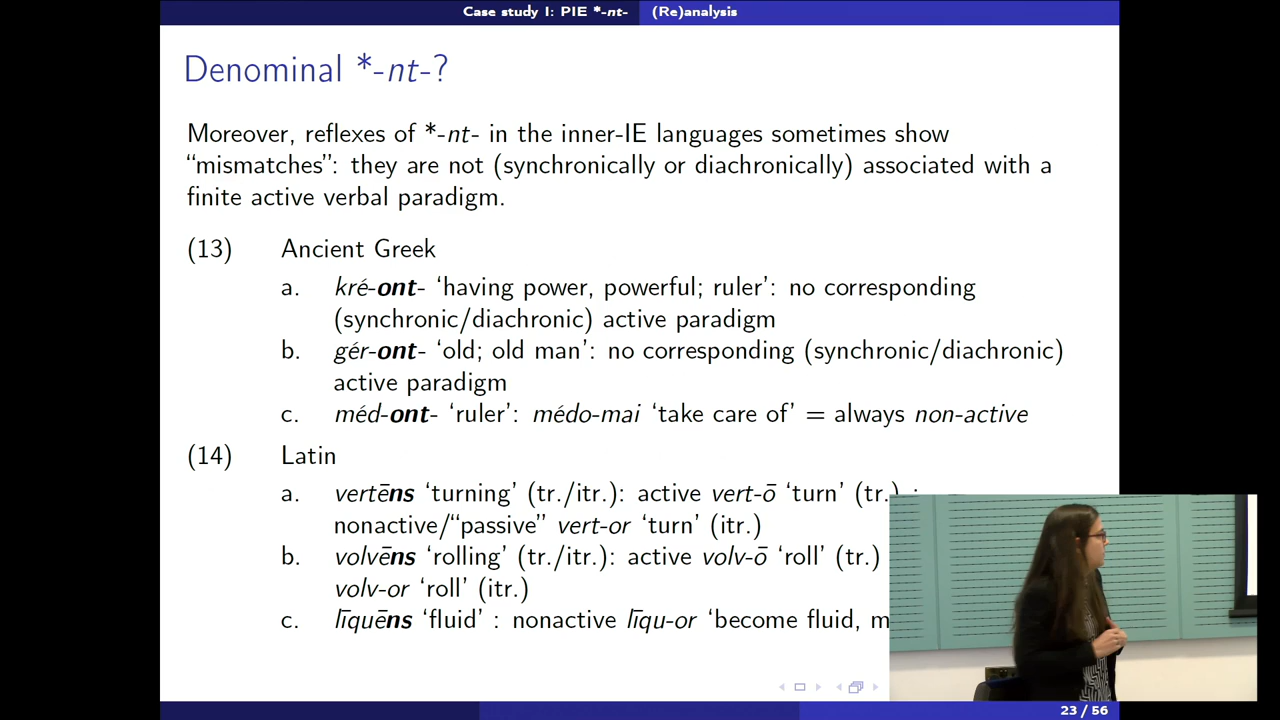 Case study I: PIE *-nt- (Re)analysis
Denominal *-nt-?
Moreover, reflexes of *-nt- in the inner-IE languages sometimes show
“mismatches”: they are not (synchronically or diachronically) associated with a
finite active verbal paradigm.
(13) Ancient Greek
a. kré-ont- ‘having power, powerful; ruler’: no corresponding
(synchronic/diachronic) active paradigm
b. gér-ont- ‘old; old man’: no corresponding (synchronic/diachronic)
active paradigm
c. méd-ont- ‘ruler’: médo-mai ‘take care of’ = always non-active
(14) Latin
a. vertēns ‘turning’ (tr./itr.): active vert-ō ‘turn’ (tr.) :
nonactive/“passive” vert-or ‘turn’ (itr.)
b. volvēns ‘rolling’ (tr./itr.): active volv-ō ‘roll’ (tr.)
volv-or ‘roll’ (itr.)
c. līquēns ‘fluid’ : nonactive līqu-or ‘become fluid,
23 / 56